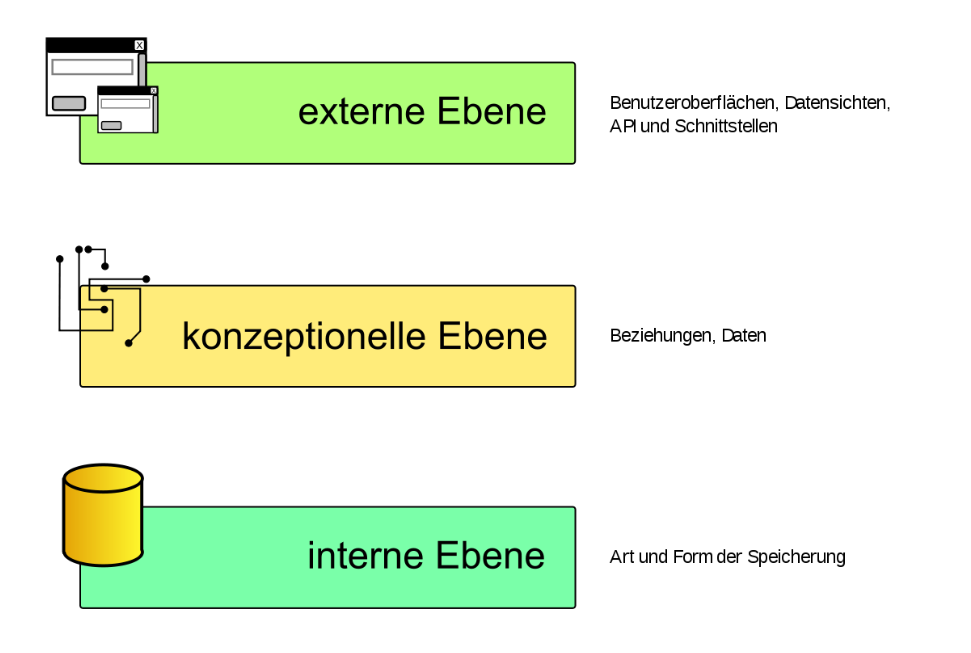 X
X
externe Ebene
Benutzeroberflächen, Datensichten,
API und Schnittstellen
konzeptionelle Ebene
Beziehungen, Daten
interne Ebene
Art und Form der Speicherung